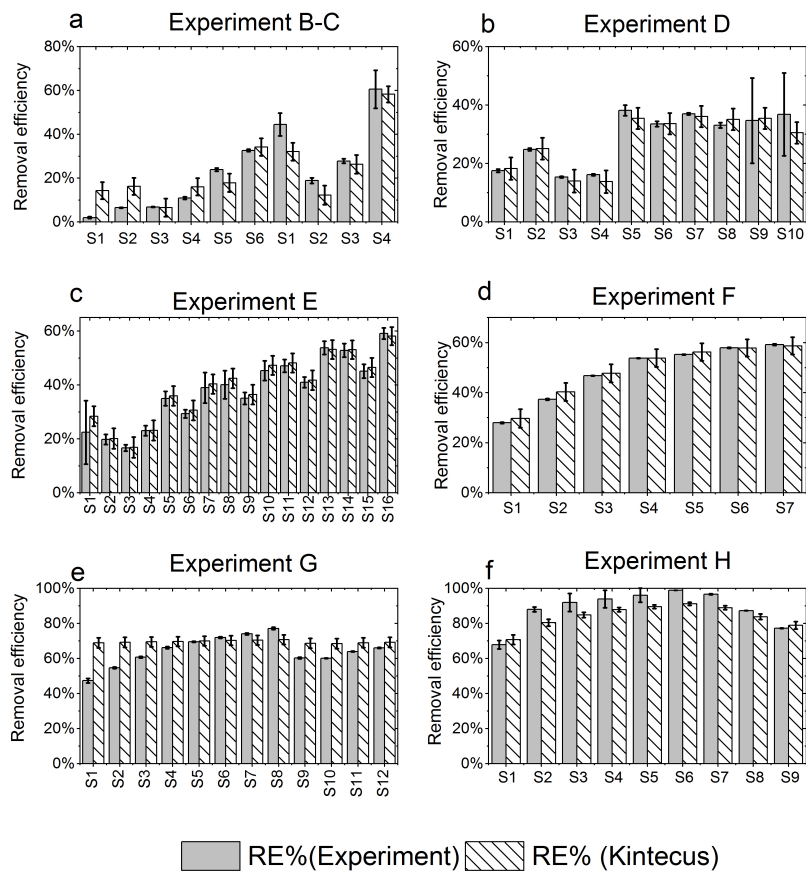 a
Experiment B-C
Removal efficiency
80%
60%
40%
20%
0%
S1 S2 S3 S4 S5 S6 S1 S2 S3 S4
b
Experiment D
Removal efficiency
60%
40%
20%
0%
S1 S2 S3 S4 S5 S6 S7 S8 S9 S10
c
Experiment E
Removal efficiency
60%
40%
20%
0%
S1 S2 S3 S4 S5 S6 S7 S8 S9 S10 S11 S12 S13 S14 S15 S16
d
Experiment F
Removal efficiency
60%
40%
20%
0%
S1 S2 S3 S4 S5 S6 S7
e
Experiment G
Removal efficiency
100%
80%
60%
40%
20%
0%
S1 S2 S3 S4 S5 S6 S7 S8 S9 S10 S11 S12
f
Experiment H
Removal efficiency
100%
80%
60%
40%
20%
0%
S1 S2 S3 S4 S5 S6 S7 S8 S9
RE%(Experiment) RE% (Kintecus)